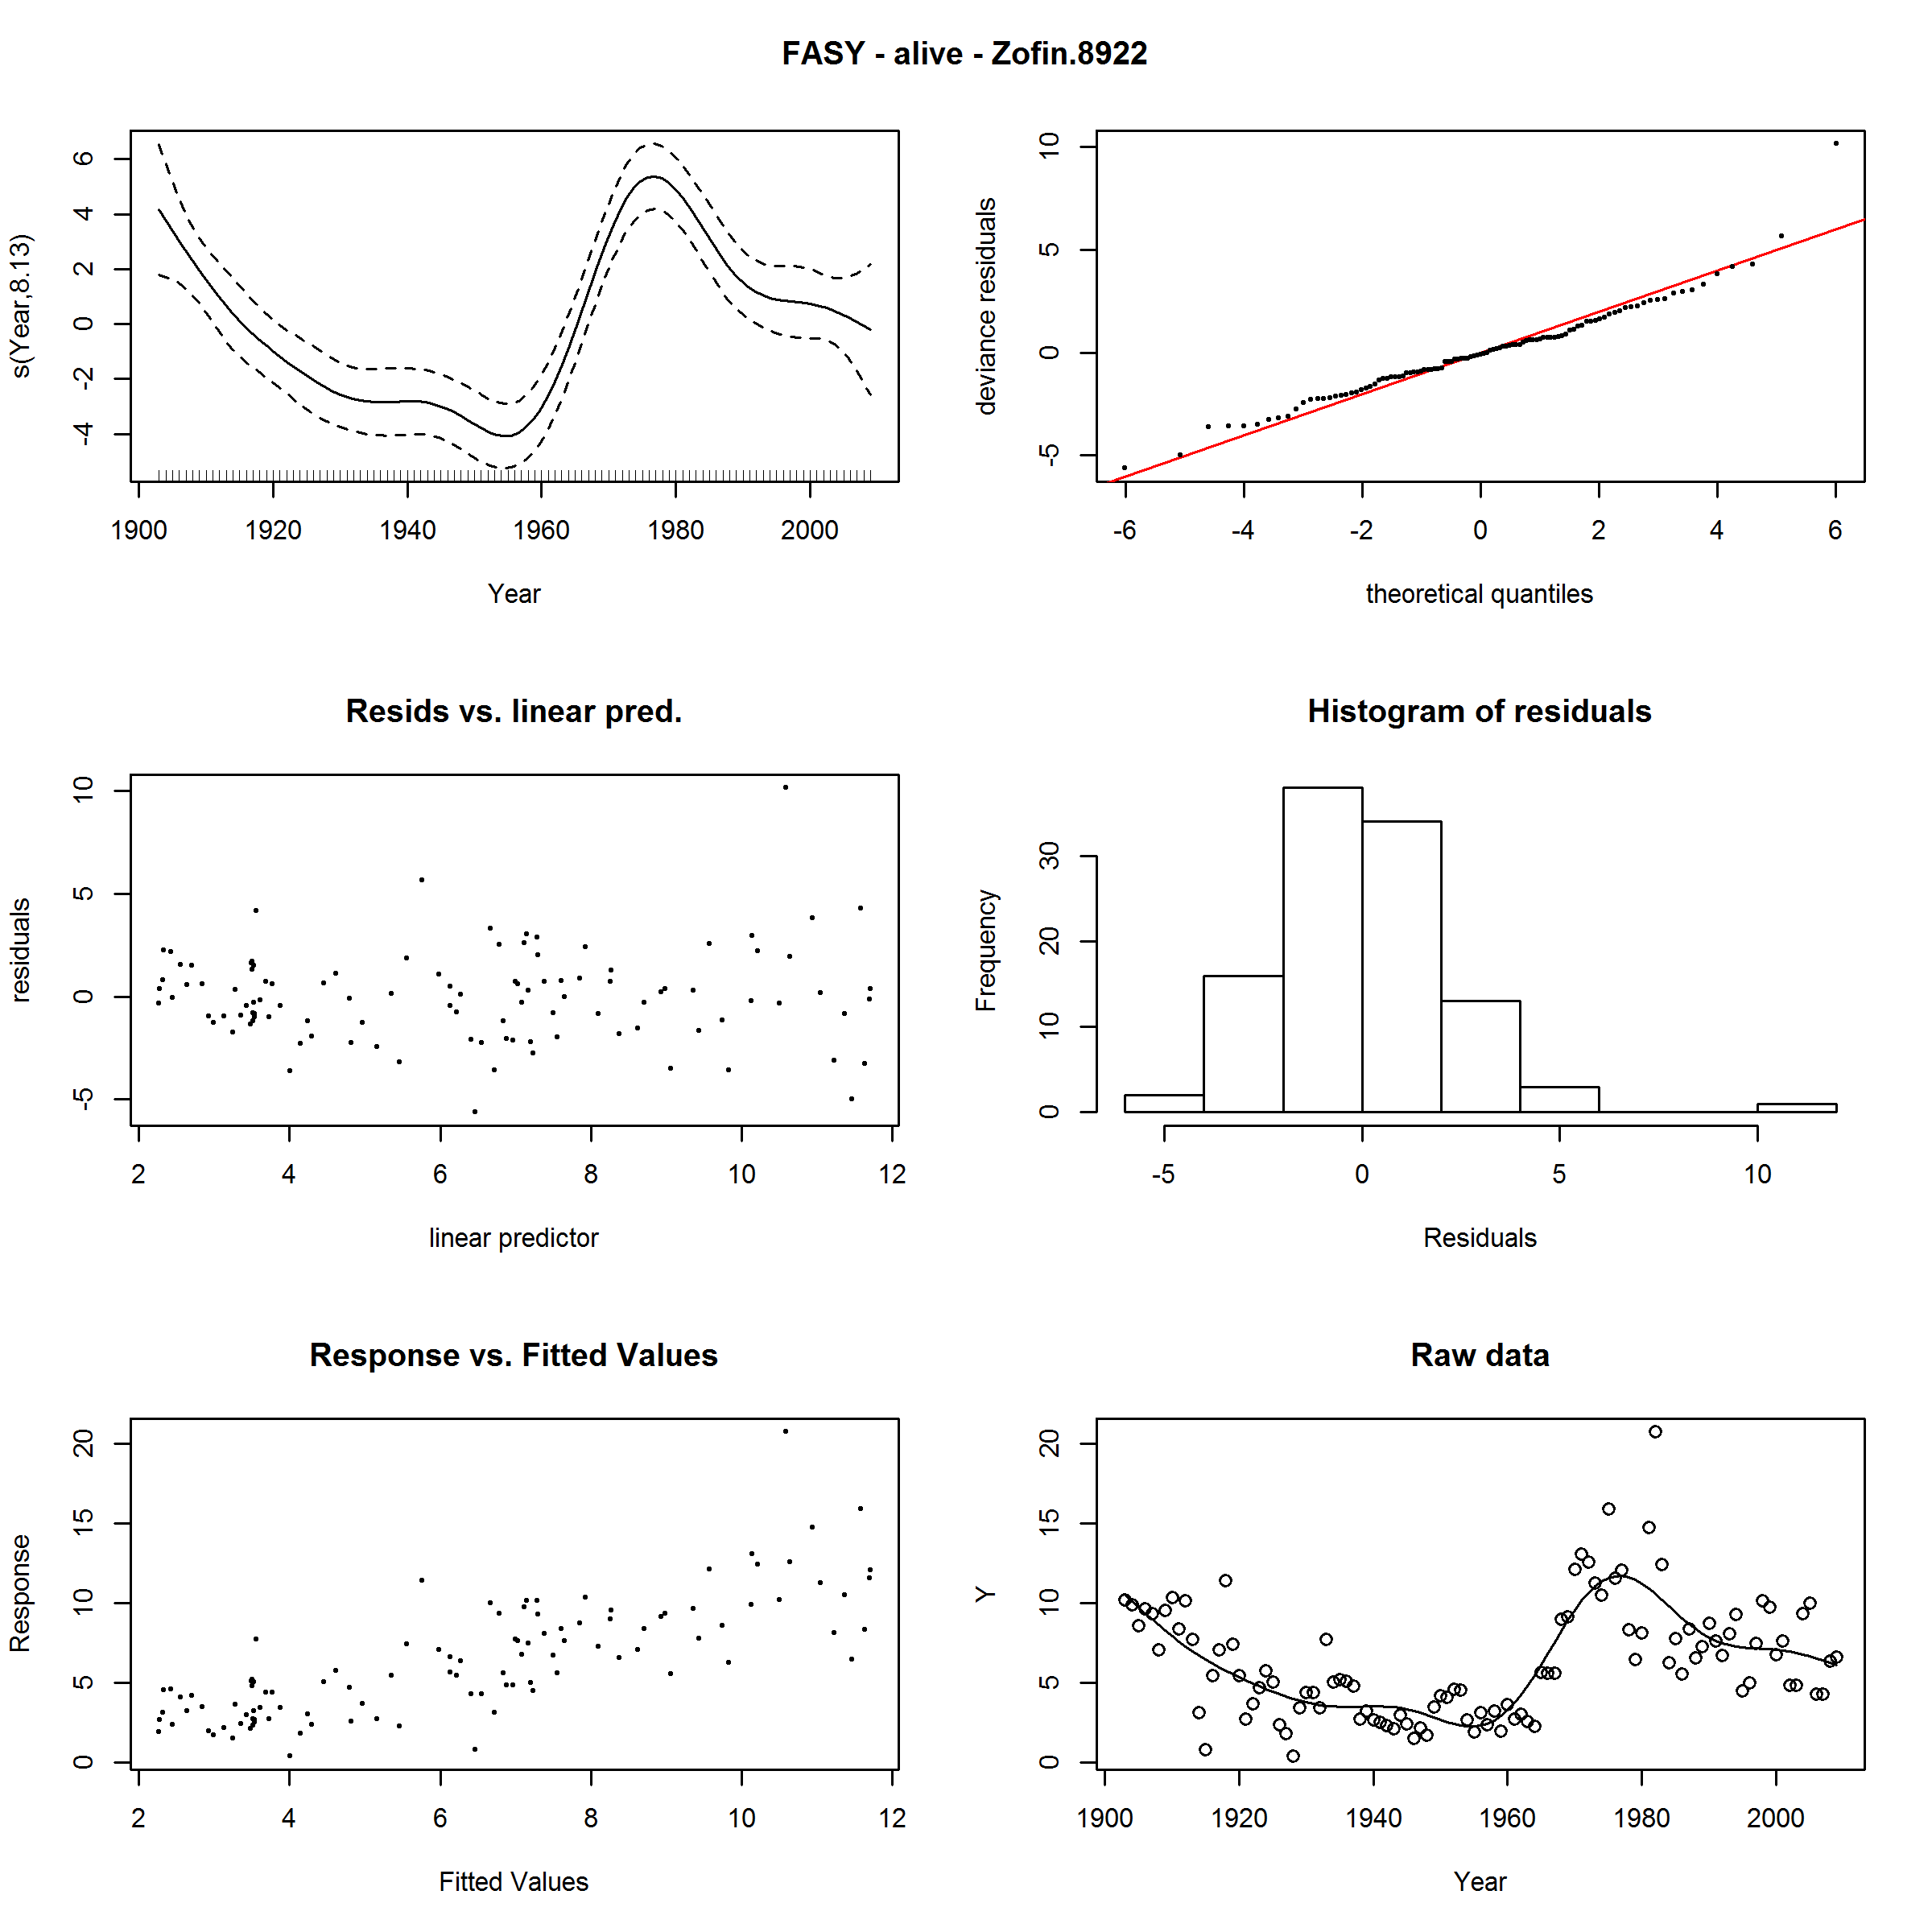 FASY - alive - Zofin.8922
s(Year,8.13)
6
4
2
0
-2
-4
1900 1920 1940 1960 1980 2000
Year
deviance residuals
10
5
0
-5
-6 -4 -2 0 2 4 6
theoretical quantiles
Resids vs. linear pred.
residuals
10
5
0
-5
2 4 6 8 10 12
linear predictor
Histogram of residuals
Frequency
30
20
10
0
-5 0 5 10
Residuals
Response vs. Fitted Values
Response
20
15
10
5
0
2 4 6 8 10 12
Fitted Values
Raw data
Y
20
15
10
5
0
1900 1920 1940 1960 1980 2000
Year